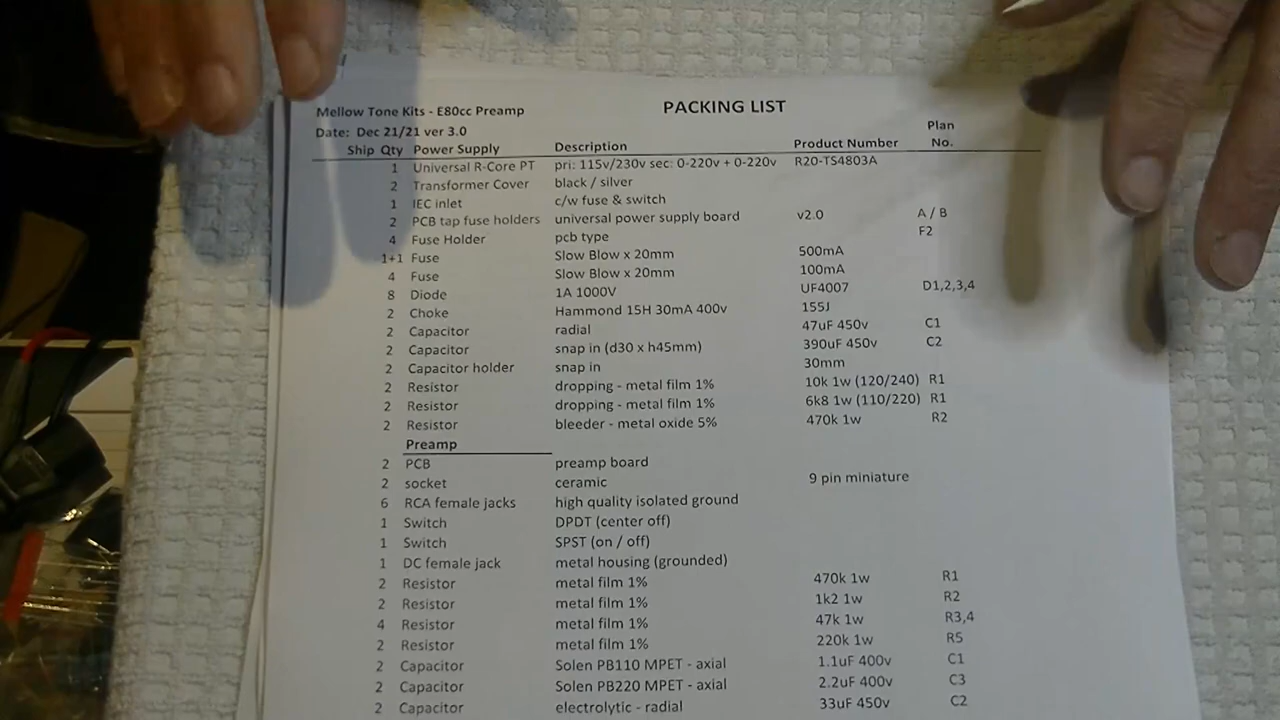 PACKING LIST
Mellow Tone Kits - E80cc Preamp
Date: Dec 21/21 ver 3.0
Ship Qty Power Supply Description Product Number Plan No.
1 Universal R-Core PT pri: 115v/230v sec: 0-220v + 0-220v R20-TS4803A
2 Transformer Cover black / silver
1 IEC inlet c/w fuse & switch
2 PCB tap fuse holders universal power supply board v2.0 A / B
4 Fuse Holder pcb type F2
1+1 Fuse Slow Blow x 20mm 500mA
4 Fuse Slow Blow x 20mm 100mA
8 Diode 1A 1000V UF4007 D1,2,3,4
2 Choke Hammond 15H 30mA 400v 155J
2 Capacitor radial 47uF 450v C1
2 Capacitor snap in (d30 x h45mm) 390uF 450v C2
2 Capacitor holder snap in 30mm
2 Resistor dropping - metal film 1% 10k 1w (120/240) R1
2 Resistor dropping - metal film 1% 6k8 1w (110/220) R1
2 Resistor bleeder - metal oxide 5% 470k 1w R2
Preamp
2 PCB preamp board
2 socket ceramic 9 pin miniature
6 RCA female jacks high quality isolated ground
1 Switch DPDT (center off)
1 Switch SPST (on / off)
1 DC female jack metal housing (grounded)
2 Resistor metal film 1% 470k 1w R1
2 Resistor metal film 1% 1k2 1w R2
4 Resistor metal film 1% 47k 1w R3,4
2 Resistor metal film 1% 220k 1w R5
2 Capacitor Solen PB110 MPET - axial 1.1uF 400v C1
2 Capacitor Solen PB220 MPET - axial 2.2uF 400v C3
2 Capacitor electrolytic - radial 33uF 450v C2